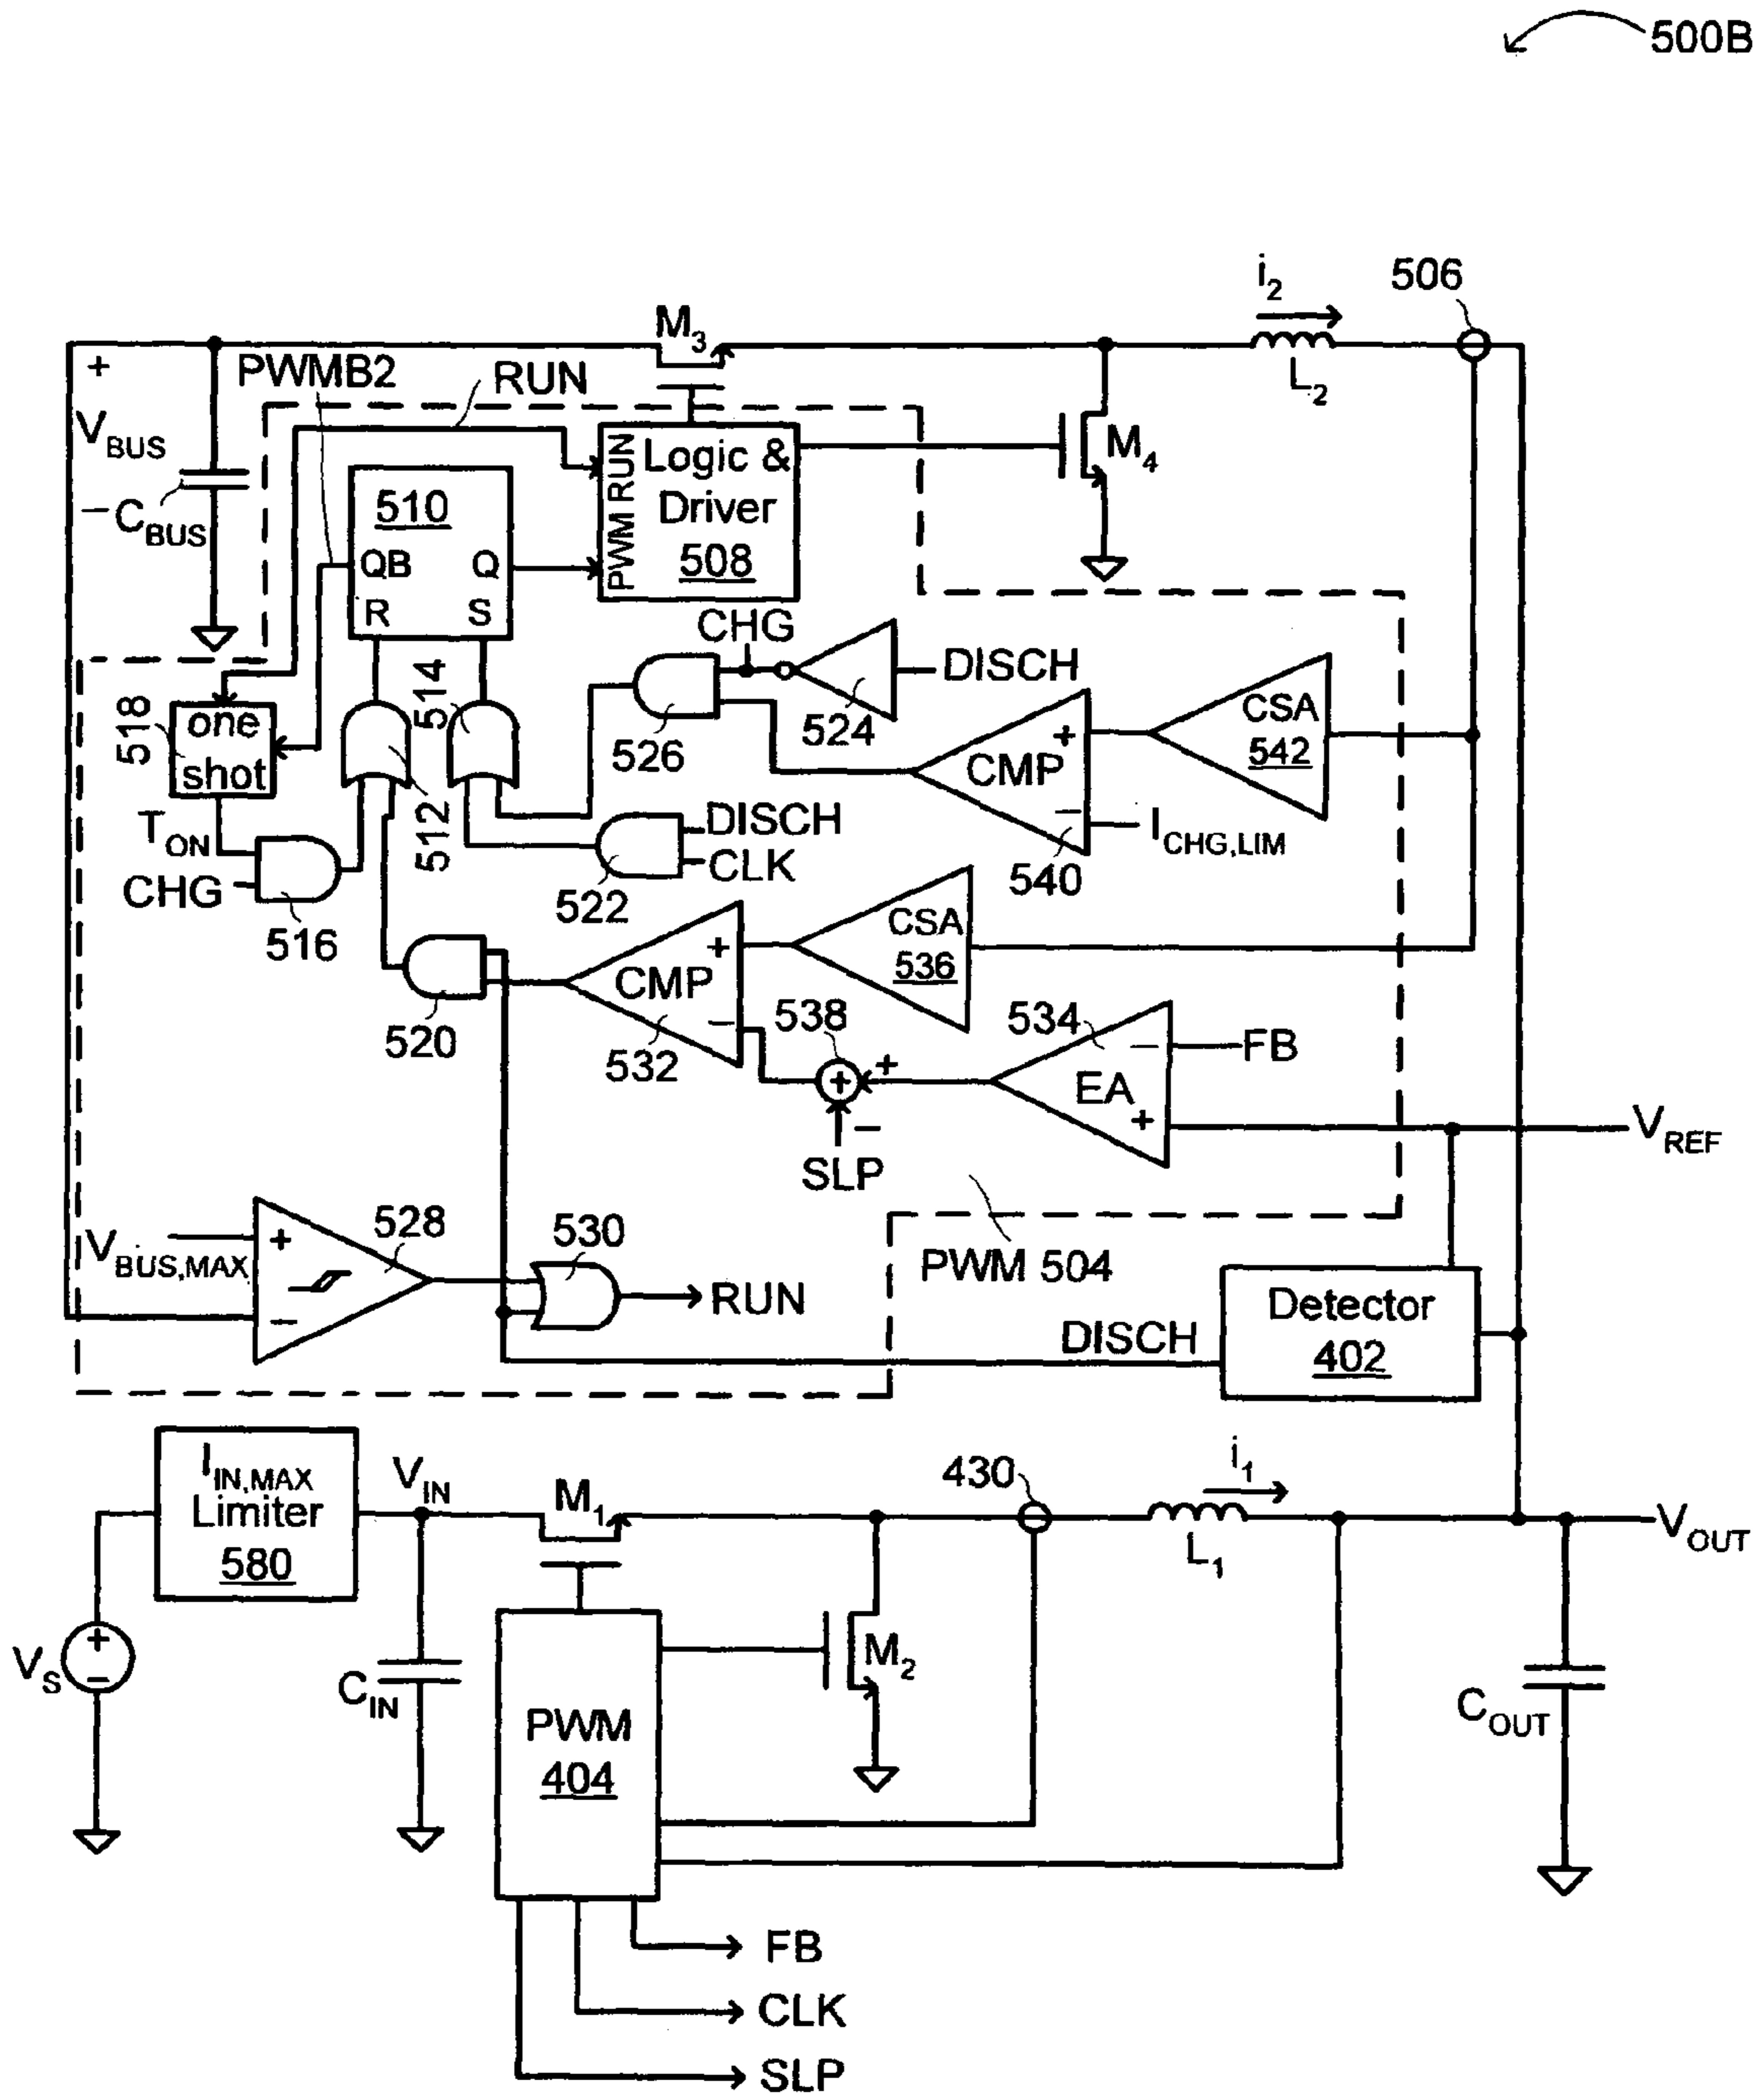 500B
i2
506
M3
L2
+
PWMB2
RUN
VBUS
− CBUS
510
QB Q
R S
PWM RUN
Logic &
Driver
508
M4
CHG
DISCH
524
526
514
518
one
shot
CSA
542
+
CMP
−
540
ICHG,LIM
512
DISCH
CLK
522
TON
CHG
516
CSA
536
+
CMP
−
532
520
538
+
+
−
SLP
534
−
FB
EA
+
VREF
VBUS,MAX
+
528
−
530
RUN
PWM 504
DISCH
Detector
402
IIN,MAX
Limiter
580
VIN
M1
430
i1
L1
VOUT
VS
+
−
CIN
M2
PWM
404
COUT
FB
CLK
SLP